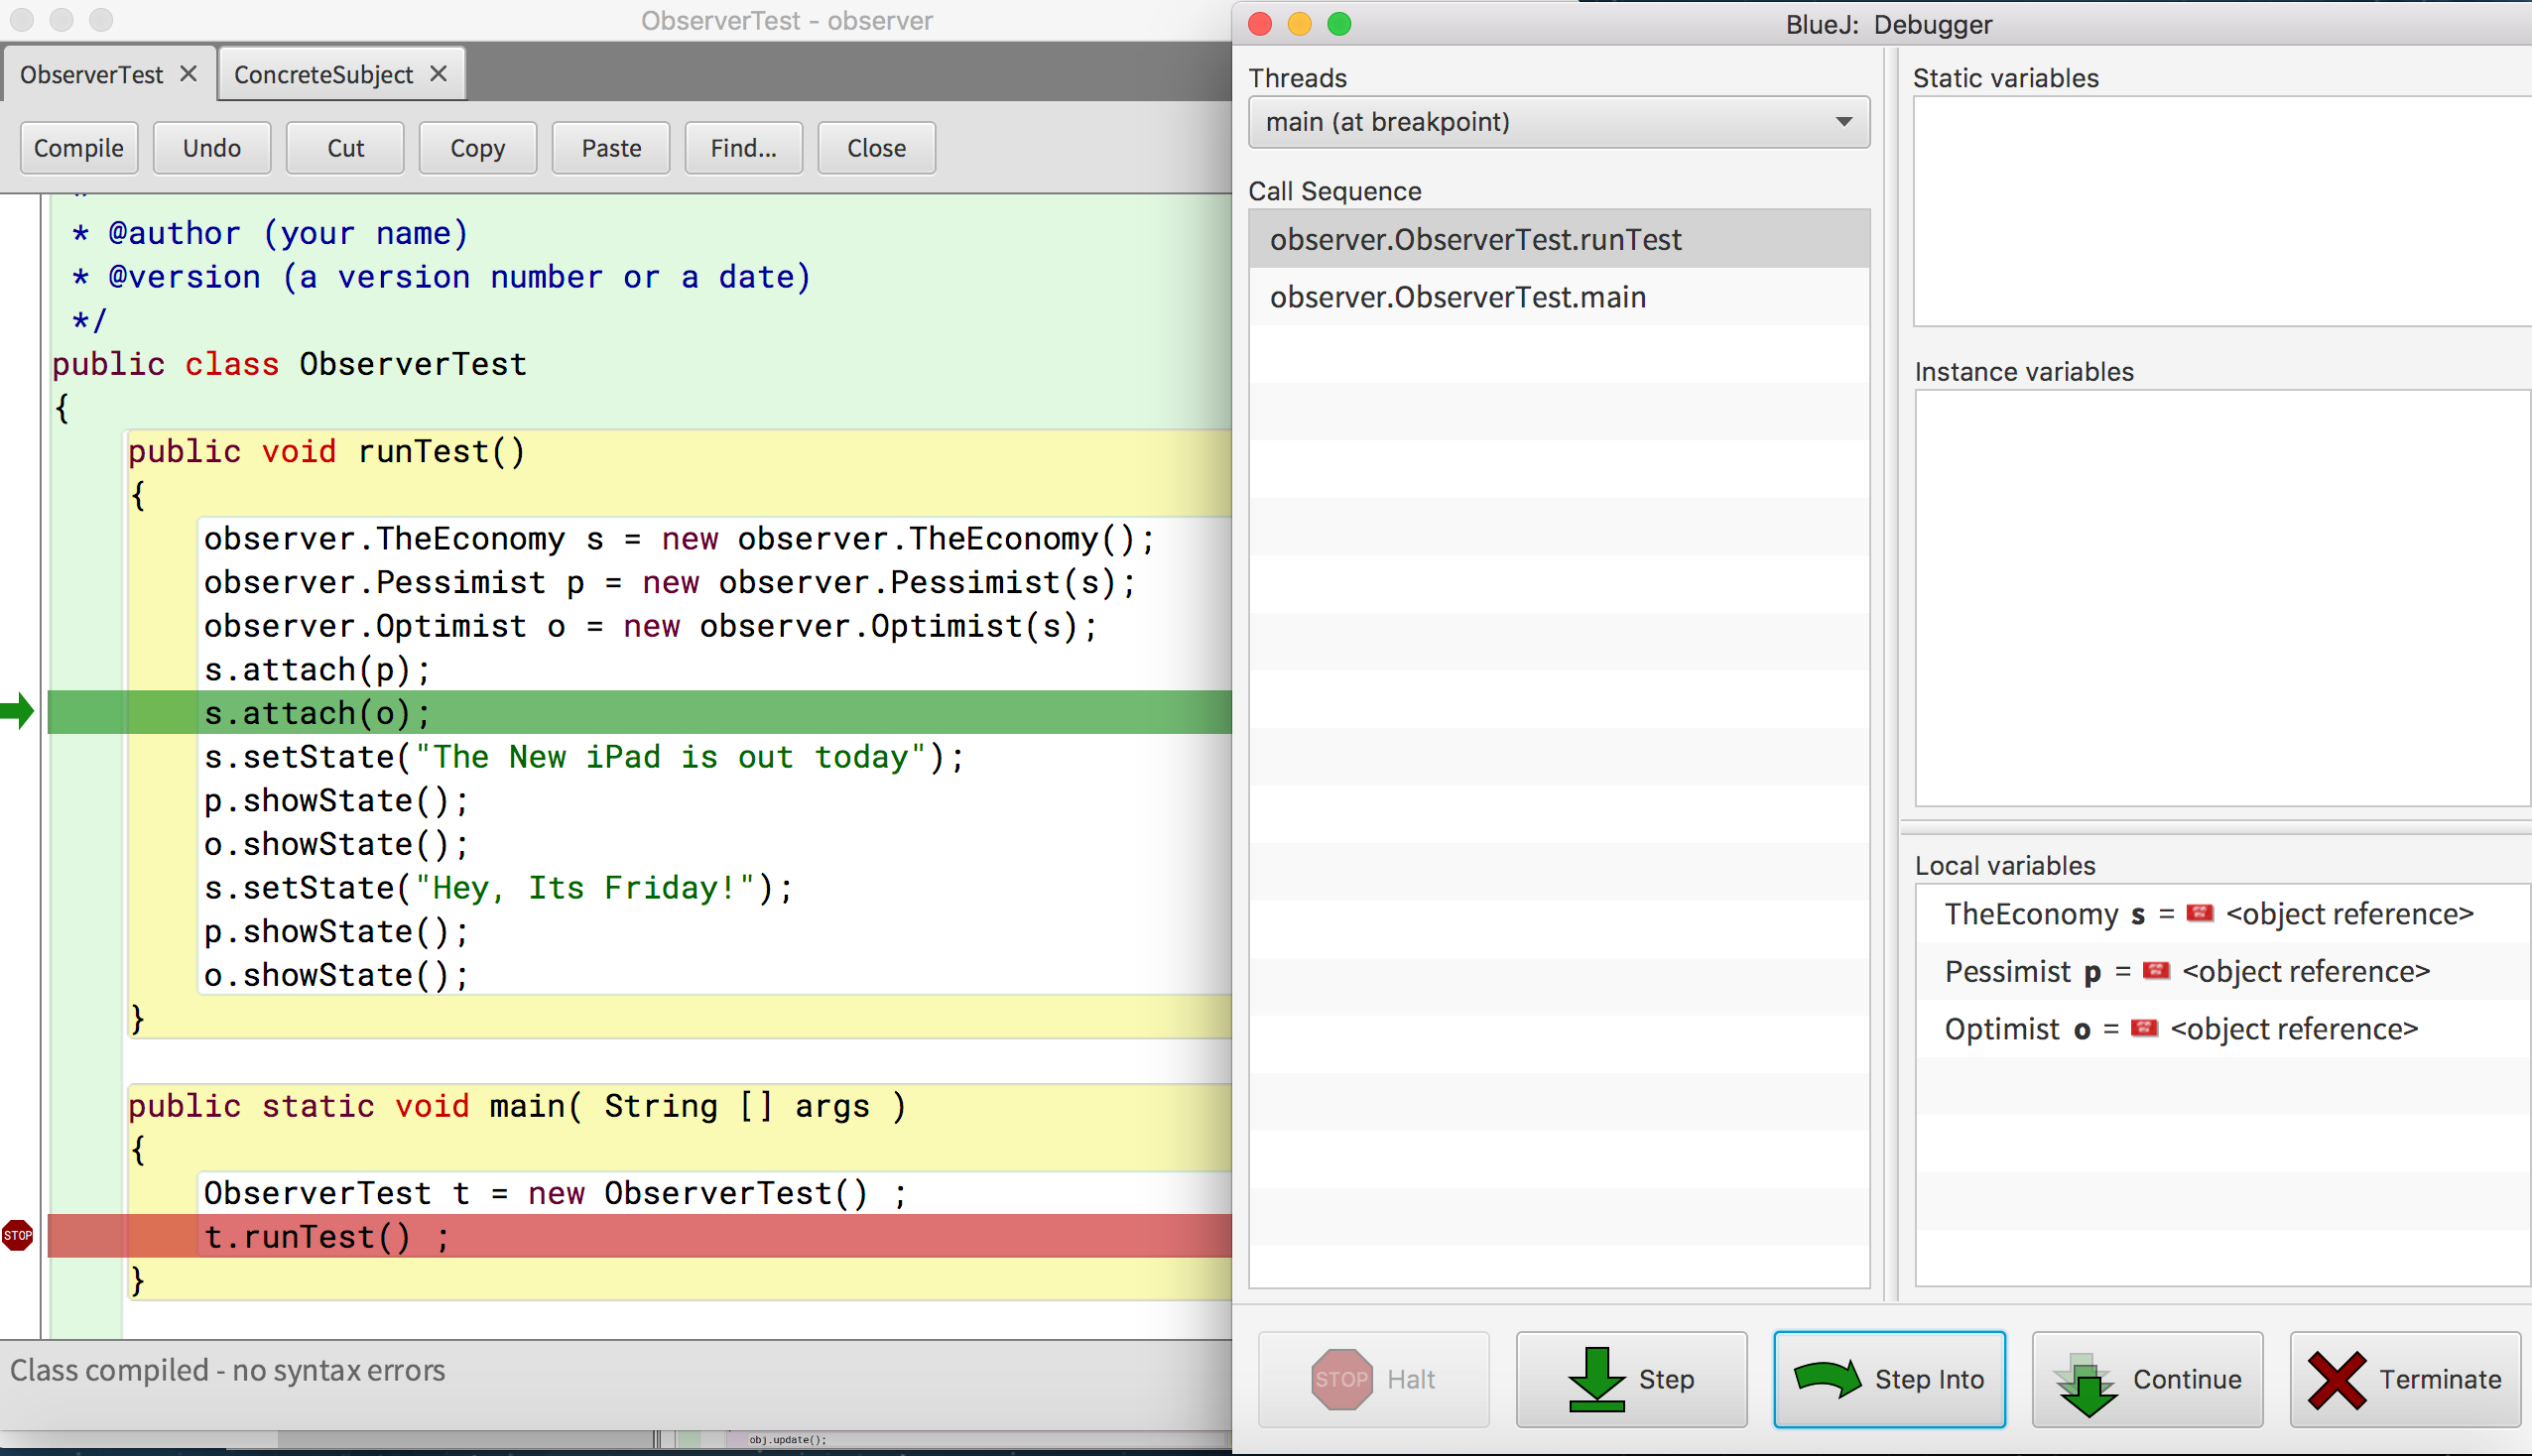 ObserverTest - observer
ObserverTest ✕ ConcreteSubject ✕
Compile Undo Cut Copy Paste Find... Close
* @author (your name)
* @version (a version number or a date)
*/
public class ObserverTest
{
public void runTest()
{
observer.TheEconomy s = new observer.TheEconomy();
observer.Pessimist p = new observer.Pessimist(s);
observer.Optimist o = new observer.Optimist(s);
s.attach(p);
s.attach(o);
s.setState("The New iPad is out today");
p.showState();
o.showState();
s.setState("Hey, Its Friday!");
p.showState();
o.showState();
}
public static void main( String [] args )
{
ObserverTest t = new ObserverTest() ;
STOP t.runTest() ;
}
Class compiled - no syntax errors
obj.update();
BlueJ: Debugger
Threads
main (at breakpoint)
Call Sequence
observer.ObserverTest.runTest
observer.ObserverTest.main
Static variables
Instance variables
Local variables
TheEconomy s = <object reference>
Pessimist p = <object reference>
Optimist o = <object reference>
STOP Halt Step Step Into Continue Terminate